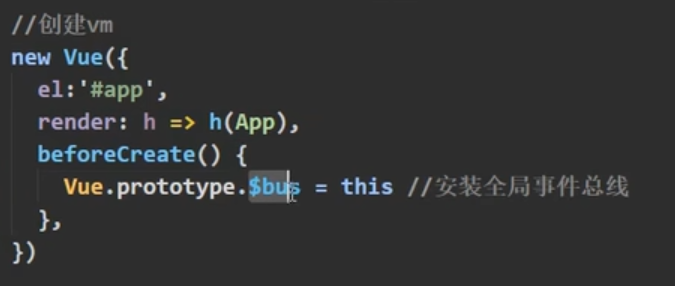 //创建vm
new Vue({
  el:'#app',
  render: h => h(App),
  beforeCreate() {
    Vue.prototype.$bus = this //安装全局事件总线
  },
})